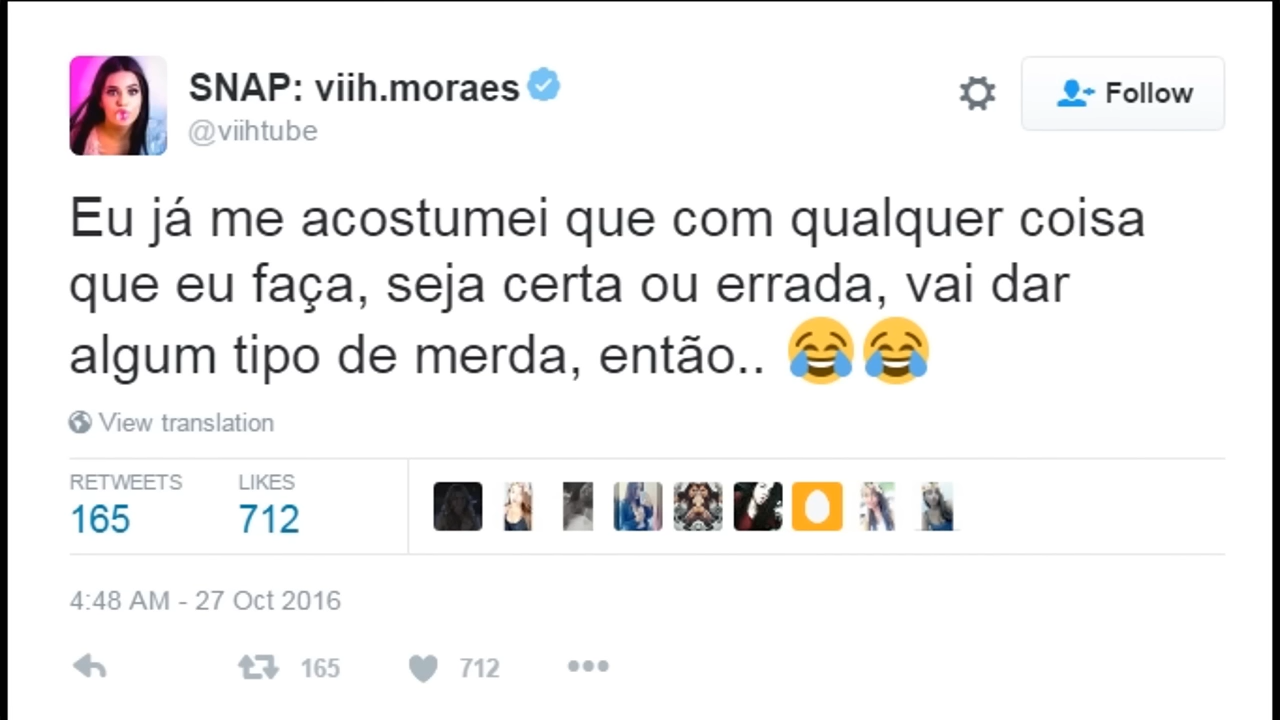 SNAP: viih.moraes
@viihtube
Follow
Eu já me acostumei que com qualquer coisa
que eu faça, seja certa ou errada, vai dar
algum tipo de merda, então.. 😂😂
View translation
RETWEETS LIKES
165 712
4:48 AM - 27 Oct 2016
165 712